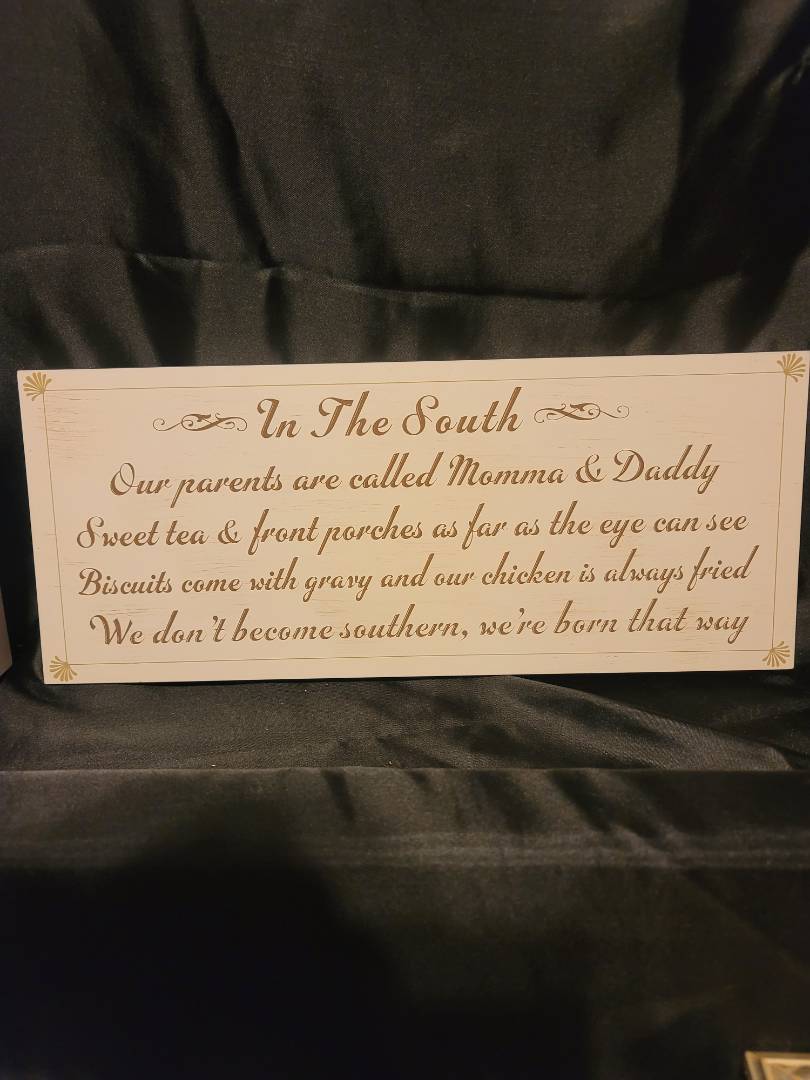 In The South
Our parents are called Momma & Daddy
Sweet tea & front porches as far as the eye can see
Biscuits come with gravy and our chicken is always fried
We don't become southern, we're born that way